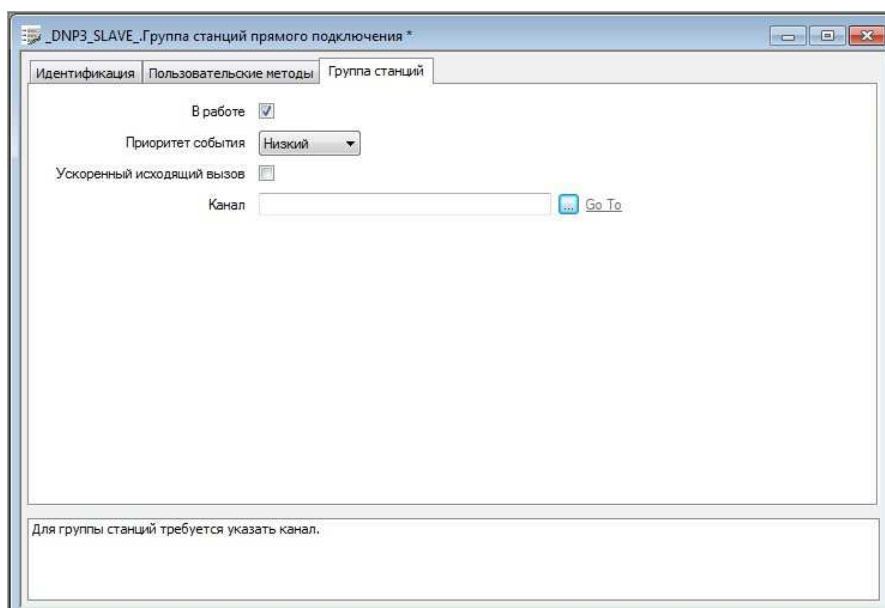 _DNP3_SLAVE_.Группа станций прямого подключения *
Идентификация Пользовательские методы Группа станций
В работе
Приоритет события Низкий
Ускоренный исходящий вызов
Канал ... Go To
Для группы станций требуется указать канал.